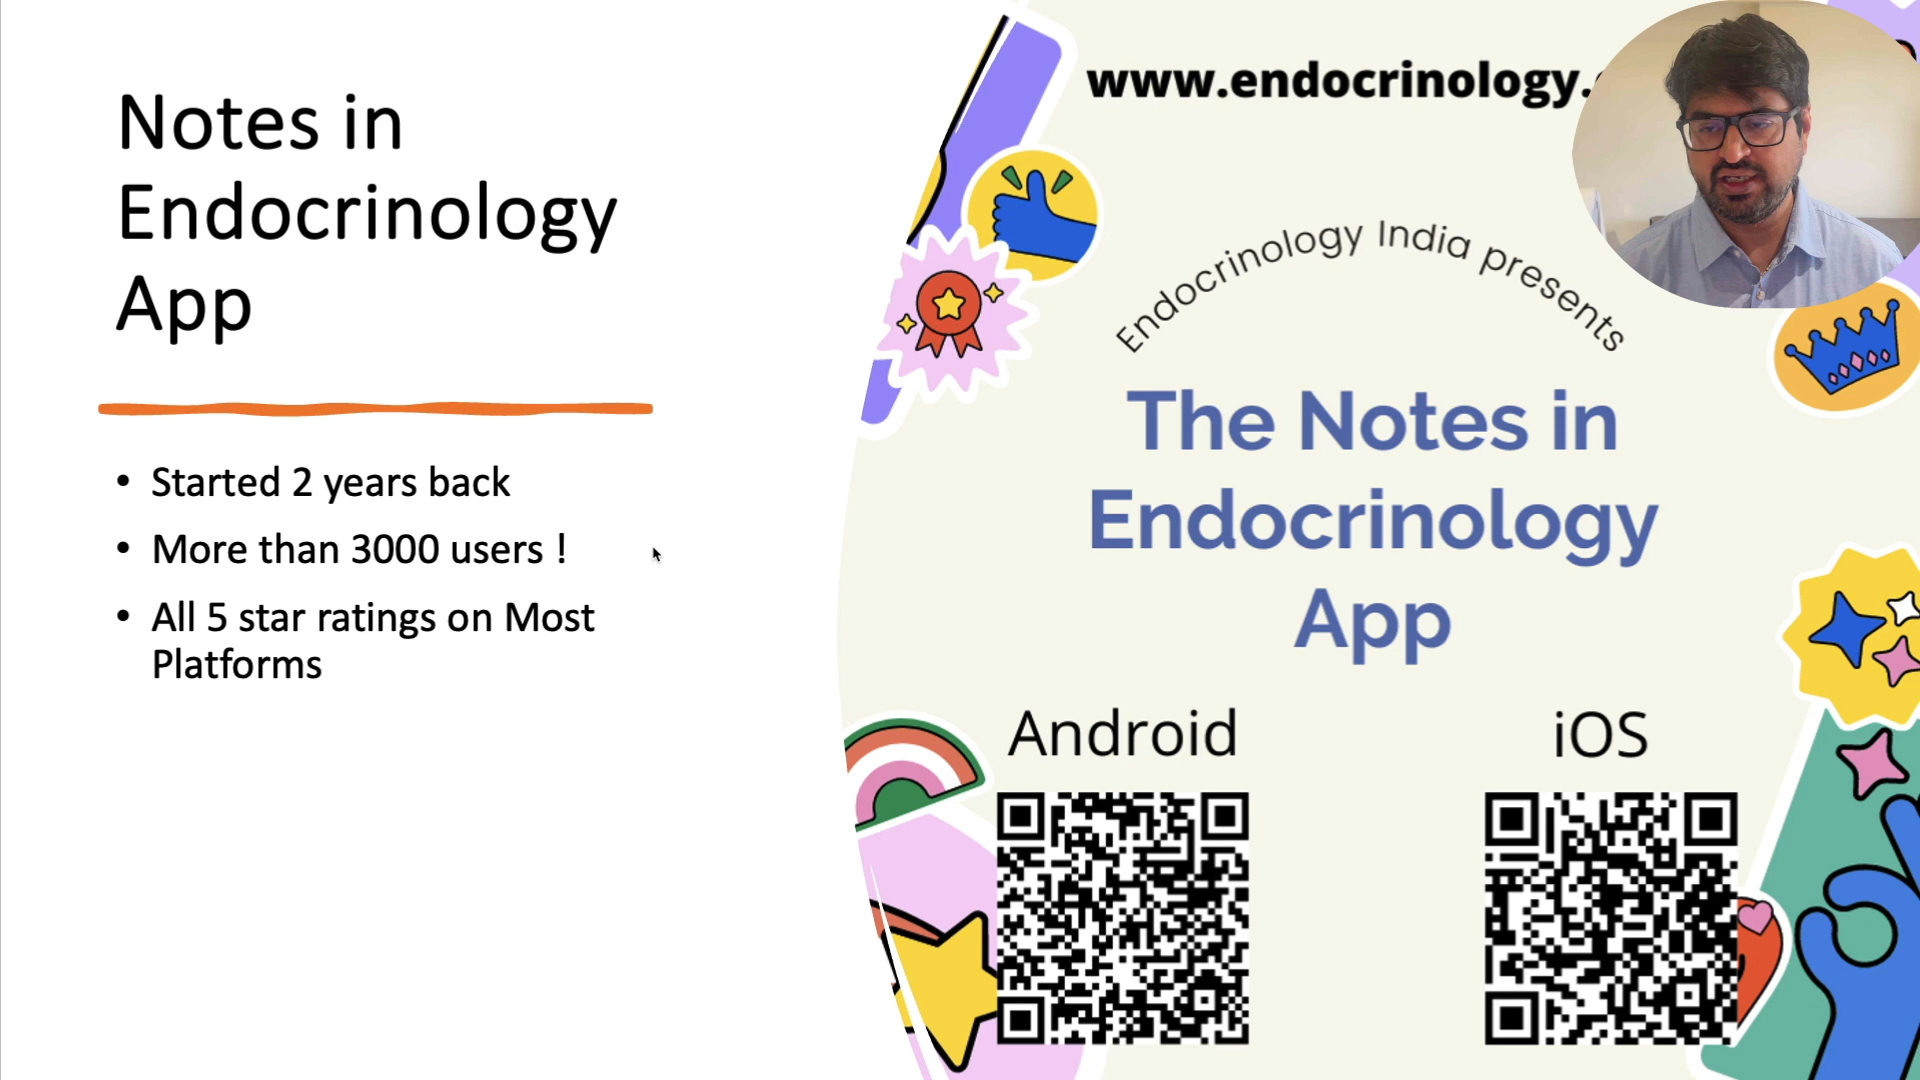 Notes in
Endocrinology
App
• Started 2 years back
• More than 3000 users !
• All 5 star ratings on Most
Platforms
www.endocrinology.
Endocrinology India presents
The Notes in
Endocrinology
App
Android
iOS